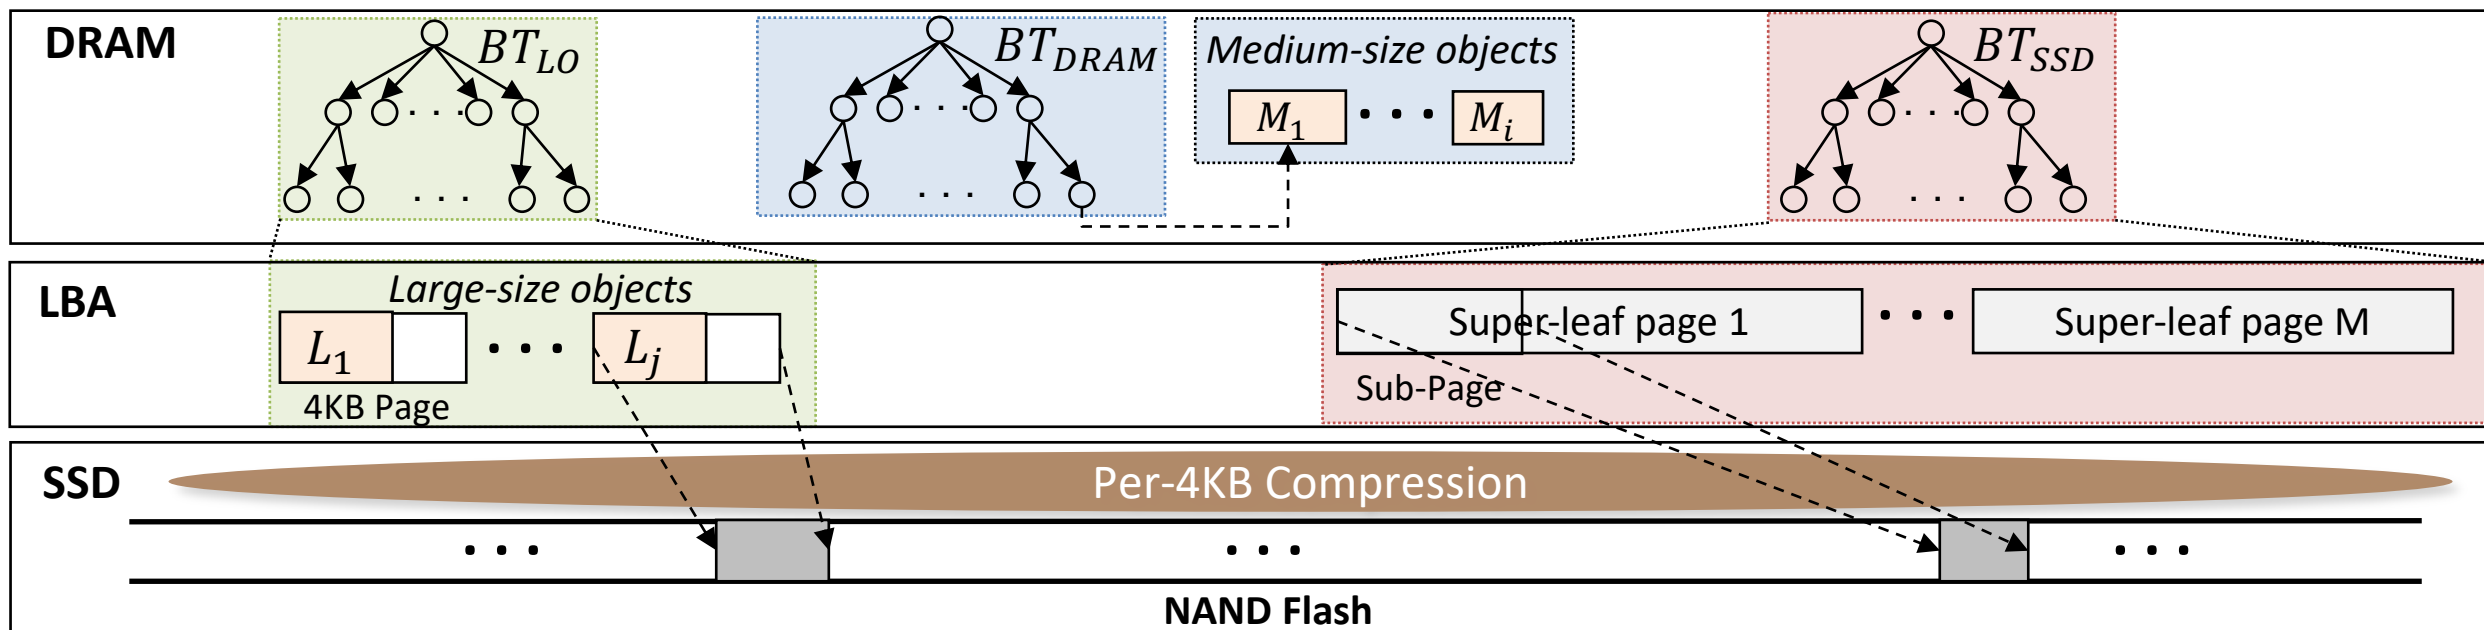 DRAM
BT_LO
BT_DRAM
Medium-size objects
M_1 · · · M_i
BT_SSD
LBA
Large-size objects
L_1 · · · L_j
4KB Page
Super-leaf page 1 · · · Super-leaf page M
Sub-Page
SSD
Per-4KB Compression
NAND Flash